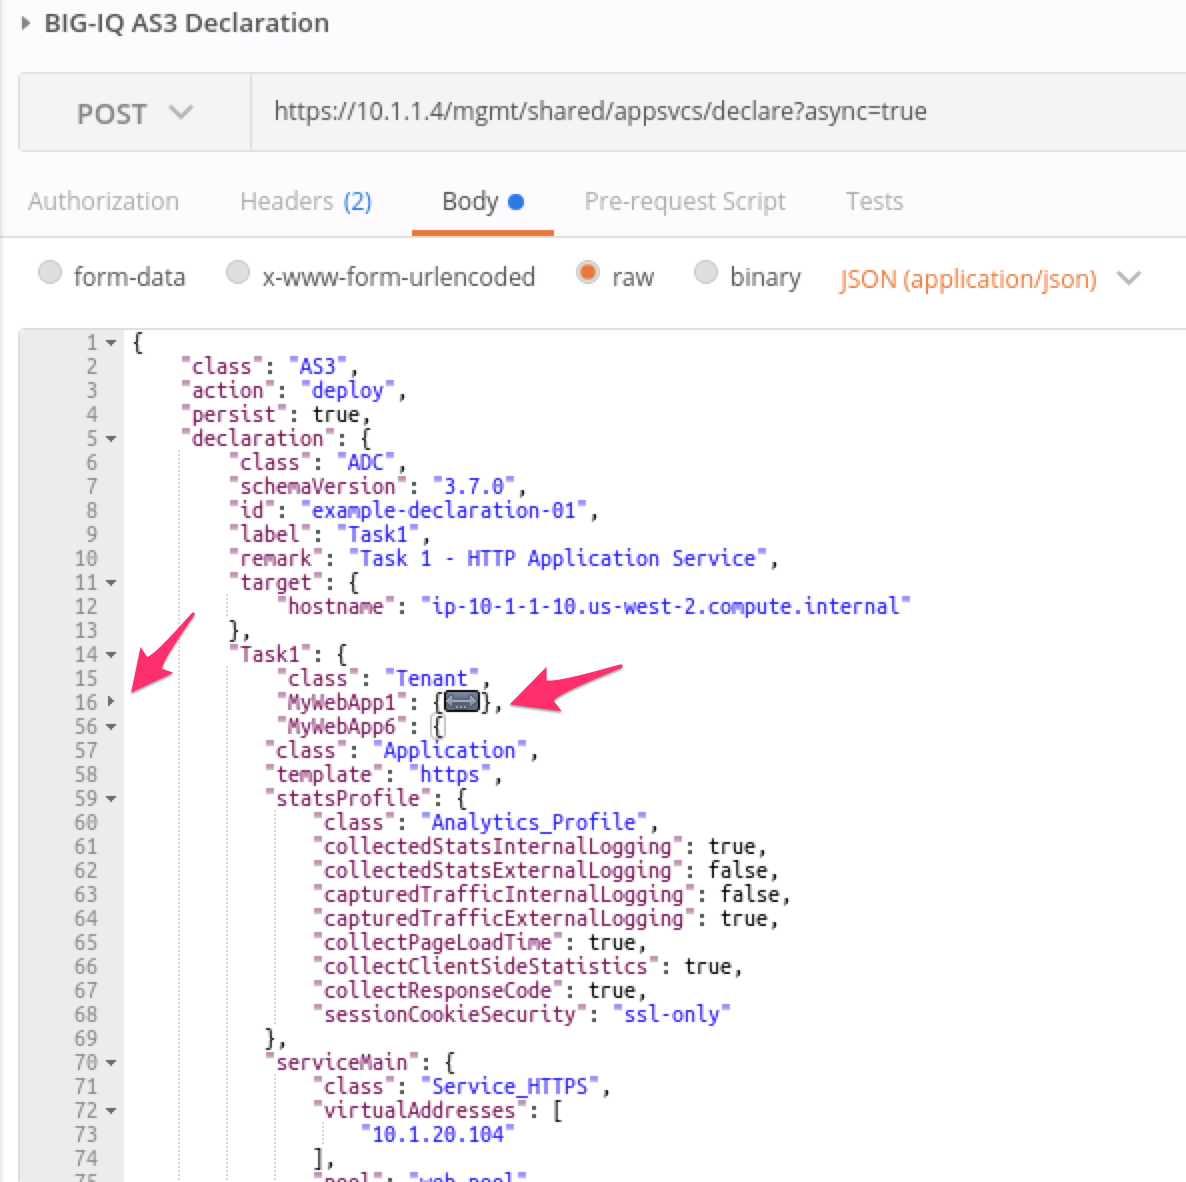 BIG-IQ AS3 Declaration
POST https://10.1.1.4/mgmt/shared/appsvcs/declare?async=true
Authorization Headers (2) Body Pre-request Script Tests
form-data x-www-form-urlencoded raw binary JSON (application/json)
1 {
2 "class": "AS3",
3 "action": "deploy",
4 "persist": true,
5 "declaration": {
6 "class": "ADC",
7 "schemaVersion": "3.7.0",
8 "id": "example-declaration-01",
9 "label": "Task1",
10 "remark": "Task 1 - HTTP Application Service",
11 "target": {
12 "hostname": "ip-10-1-1-10.us-west-2.compute.internal"
13 },
14 "Task1": {
15 "class": "Tenant",
16 "MyWebApp1": {},
56 "MyWebApp6": {
57 "class": "Application",
58 "template": "https",
59 "statsProfile": {
60 "class": "Analytics_Profile",
61 "collectedStatsInternalLogging": true,
62 "collectedStatsExternalLogging": false,
63 "capturedTrafficInternalLogging": false,
64 "capturedTrafficExternalLogging": true,
65 "collectPageLoadTime": true,
66 "collectClientSideStatistics": true,
67 "collectResponseCode": true,
68 "sessionCookieSecurity": "ssl-only"
69 },
70 "serviceMain": {
71 "class": "Service_HTTPS",
72 "virtualAddresses": [
73 "10.1.20.104"
74 ],
75 "pool": "web_pool"